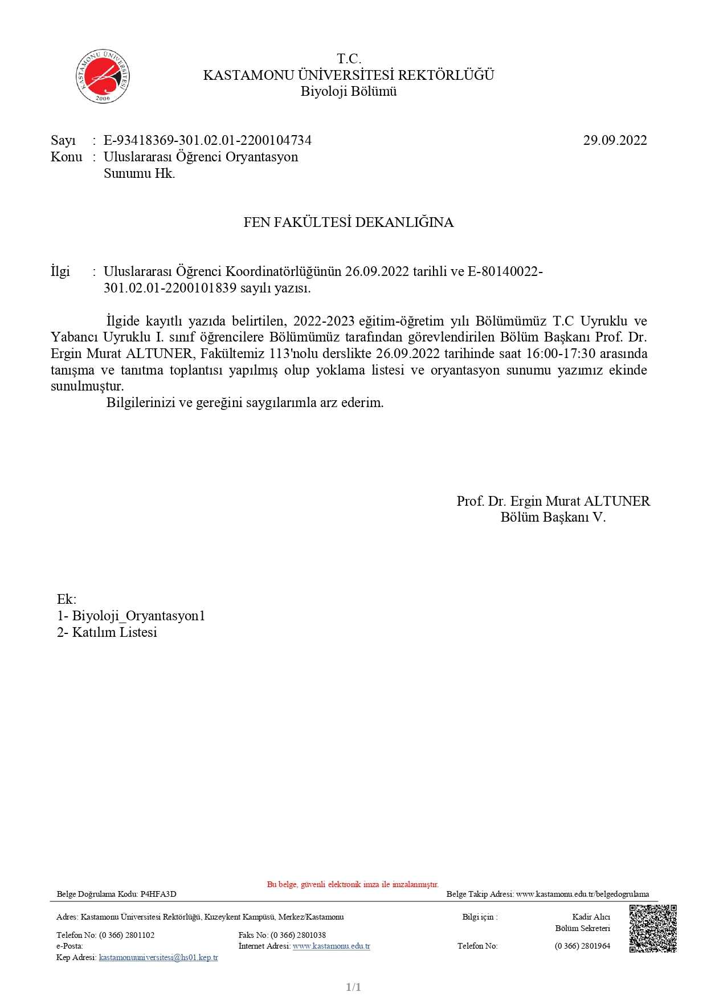 KASTAMONU ÜNİVERSİTESİ
2006
T.C.
KASTAMONU ÜNİVERSİTESİ REKTÖRLÜĞÜ
Biyoloji Bölümü
Sayı : E-93418369-301.02.01-2200104734 29.09.2022
Konu : Uluslararası Öğrenci Oryantasyon
Sunumu Hk.
FEN FAKÜLTESİ DEKANLIĞINA
İlgi : Uluslararası Öğrenci Koordinatörlüğünün 26.09.2022 tarihli ve E-80140022-
301.02.01-2200101839 sayılı yazısı.
İlgide kayıtlı yazıda belirtilen, 2022-2023 eğitim-öğretim yılı Bölümümüz T.C Uyruklu ve
Yabancı Uyruklu I. sınıf öğrencilere Bölümümüz tarafından görevlendirilen Bölüm Başkanı Prof. Dr.
Ergin Murat ALTUNER, Fakültemiz 113'nolu derslikte 26.09.2022 tarihinde saat 16:00-17:30 arasında
tanışma ve tanıtma toplantısı yapılmış olup yoklama listesi ve oryantasyon sunumu yazımız ekinde
sunulmuştur.
Bilgilerinizi ve gereğini saygılarımla arz ederim.
Prof. Dr. Ergin Murat ALTUNER
Bölüm Başkanı V.
Ek:
1- Biyoloji_Oryantasyon1
2- Katılım Listesi
Bu belge, güvenli elektronik imza ile imzalanmıştır.
Belge Doğrulama Kodu: P4HFA3D Belge Takip Adresi: www.kastamonu.edu.tr/belgedogrulama
Adres: Kastamonu Üniversitesi Rektörlüğü, Kuzeykent Kampüsü, Merkez/Kastamonu Bilgi için : Kadir Alıcı
Bölüm Sekreteri
Telefon No: (0 366) 2801102 Faks No: (0 366) 2801038
e-Posta: İnternet Adresi: www.kastamonu.edu.tr Telefon No: (0 366) 2801964
Kep Adresi: kastamonuuniversitesi@hs01.kep.tr
1/1